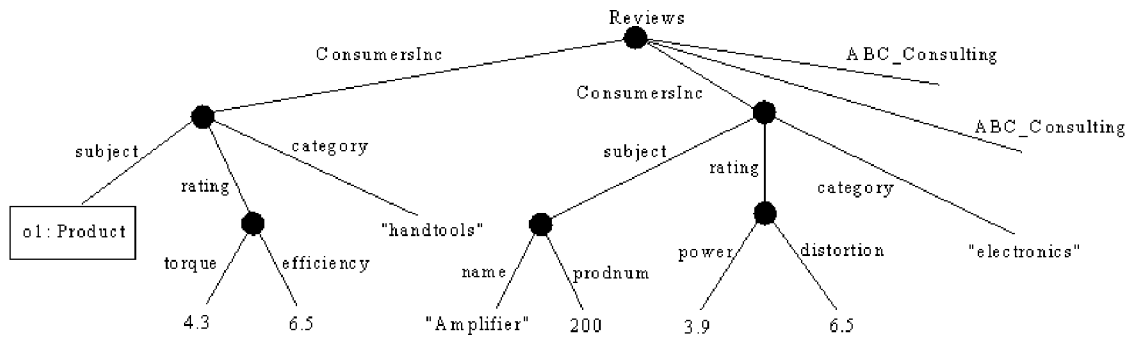 Reviews
ConsumersInc
ABC_Consulting
ConsumersInc
ABC_Consulting
subject
category
subject
rating
rating
category
o1: Product
"handtools"
"electronics"
torque
efficiency
name
prodnum
power
distortion
4.3
6.5
"Amplifier"
200
3.9
6.5